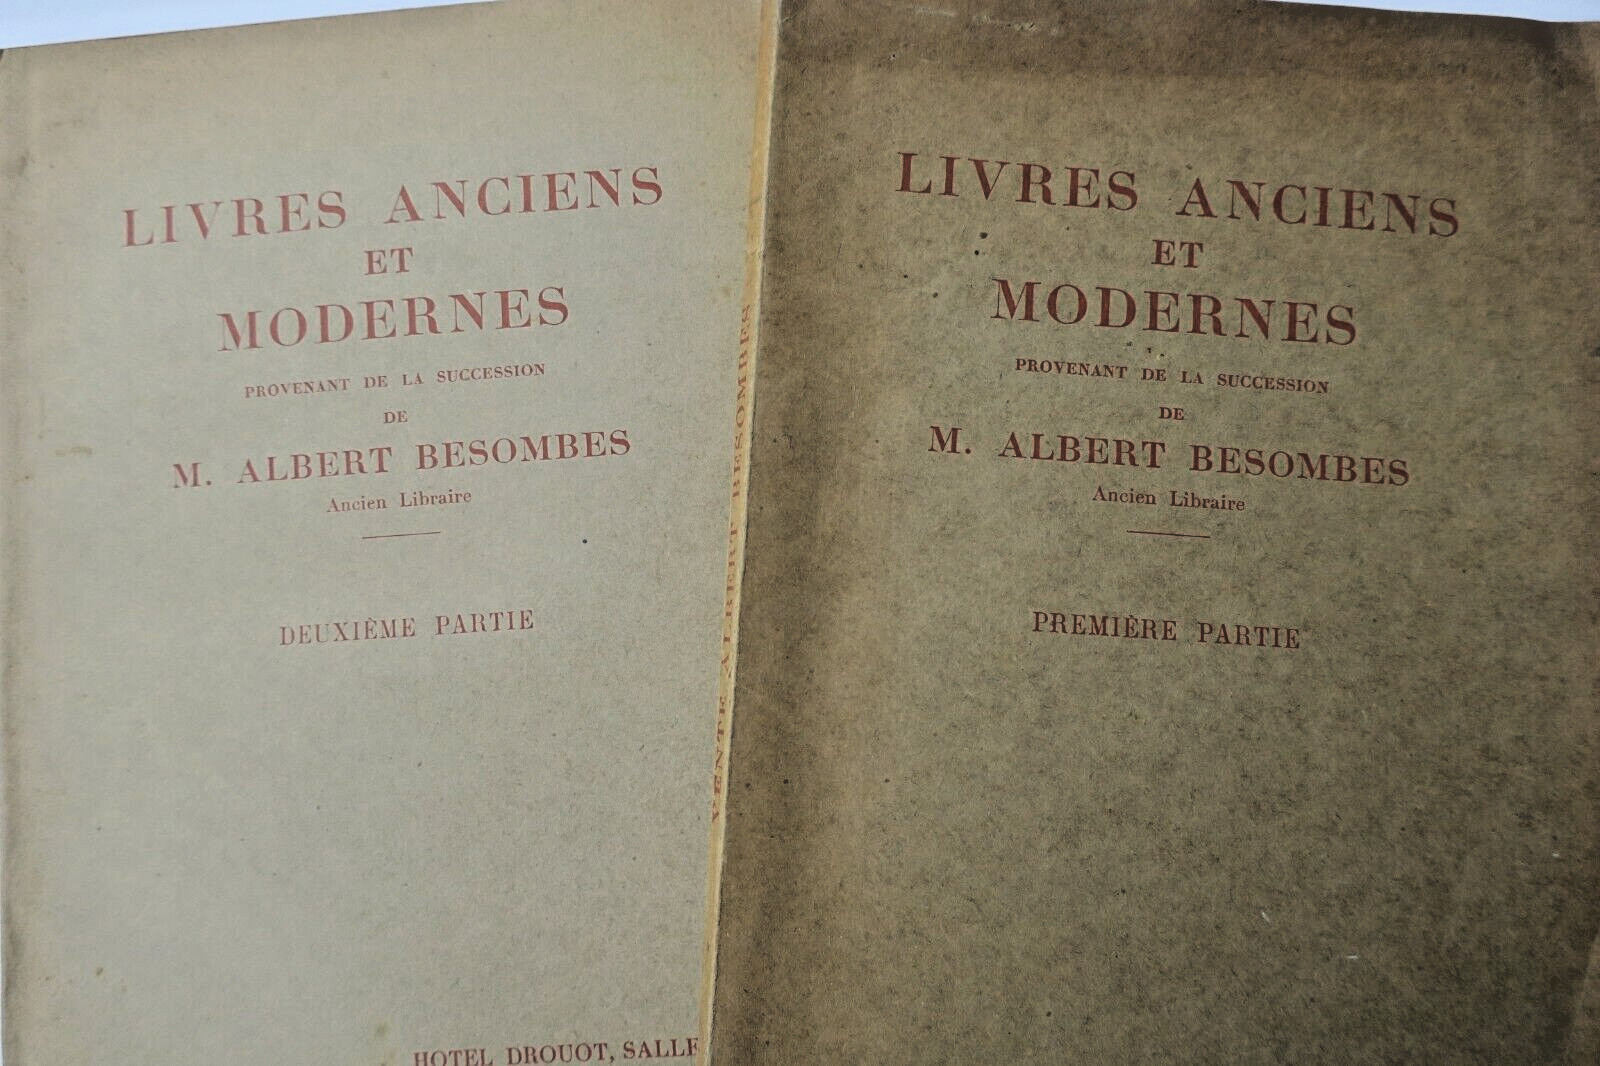 LIVRES ANCIENS
ET
MODERNES
PROVENANT DE LA SUCCESSION
DE
M. ALBERT BESOMBES
Ancien Libraire
DEUXIÈME PARTIE
HOTEL DROUOT, SALLE
VENTE ALBERT BESOMBES
LIVRES ANCIENS
ET
MODERNES
PROVENANT DE LA SUCCESSION
DE
M. ALBERT BESOMBES
Ancien Libraire
PREMIÈRE PARTIE